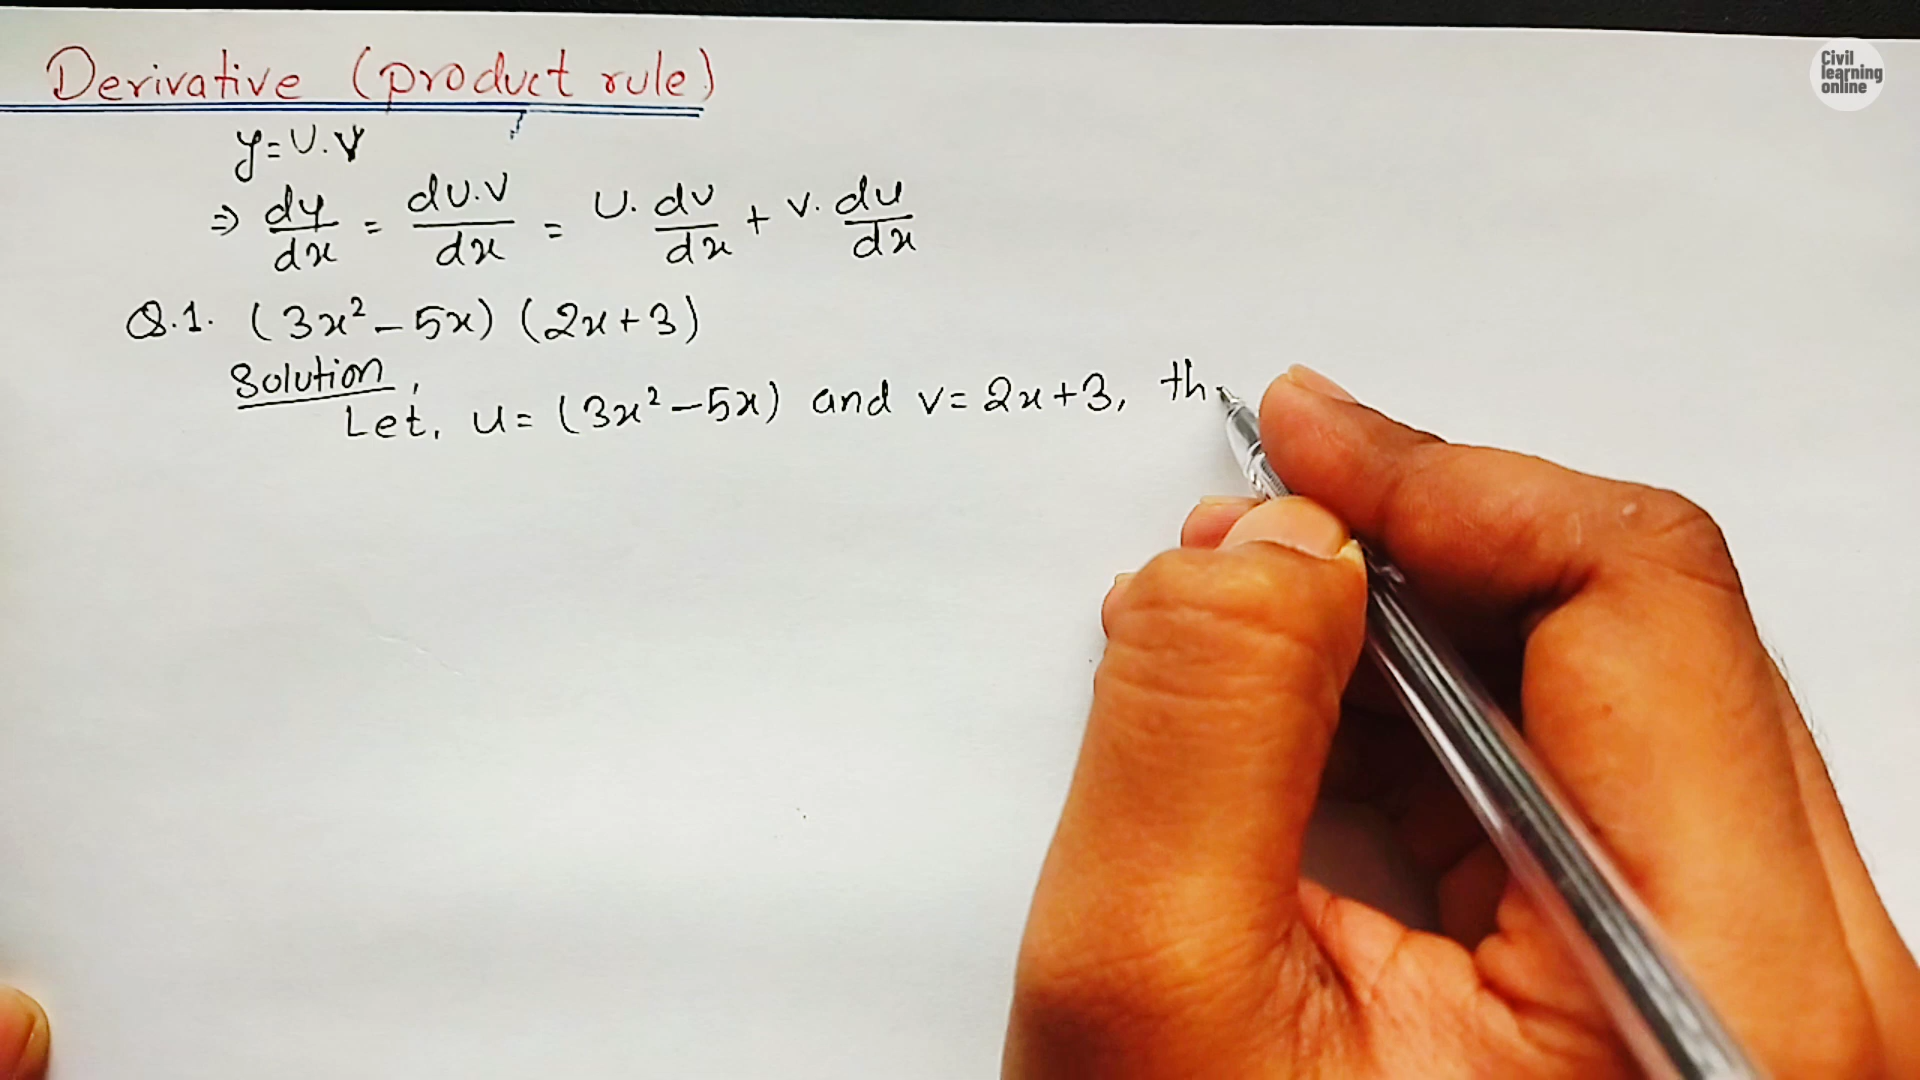 Derivative (product rule)
y=U.V
⇒ dy/dx = dU.V/dx = U. dv/dx + v. du/dx
Q.1. (3x²-5x) (2x+3)
Solution,
Let, u= (3x²-5x) and v= 2x+3, th
Civil
learning
online